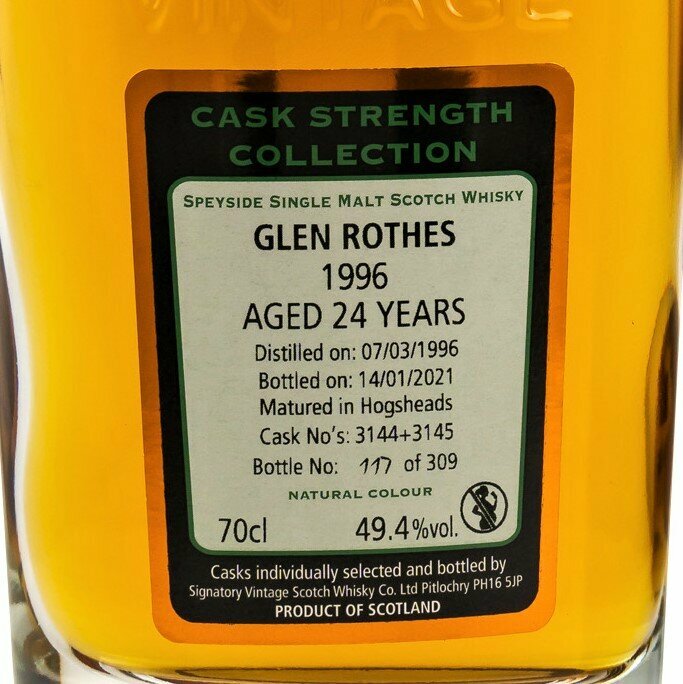 VINTAGE
CASK STRENGTH
COLLECTION
SPEYSIDE SINGLE MALT SCOTCH WHISKY
GLEN ROTHES
1996
AGED 24 YEARS
Distilled on: 07/03/1996
Bottled on: 14/01/2021
Matured in Hogsheads
Cask No's: 3144+3145
Bottle No: 117 of 309
NATURAL COLOUR
70cl 49.4%vol.
Casks individually selected and bottled by
Signatory Vintage Scotch Whisky Co. Ltd Pitlochry PH16 5JP
PRODUCT OF SCOTLAND